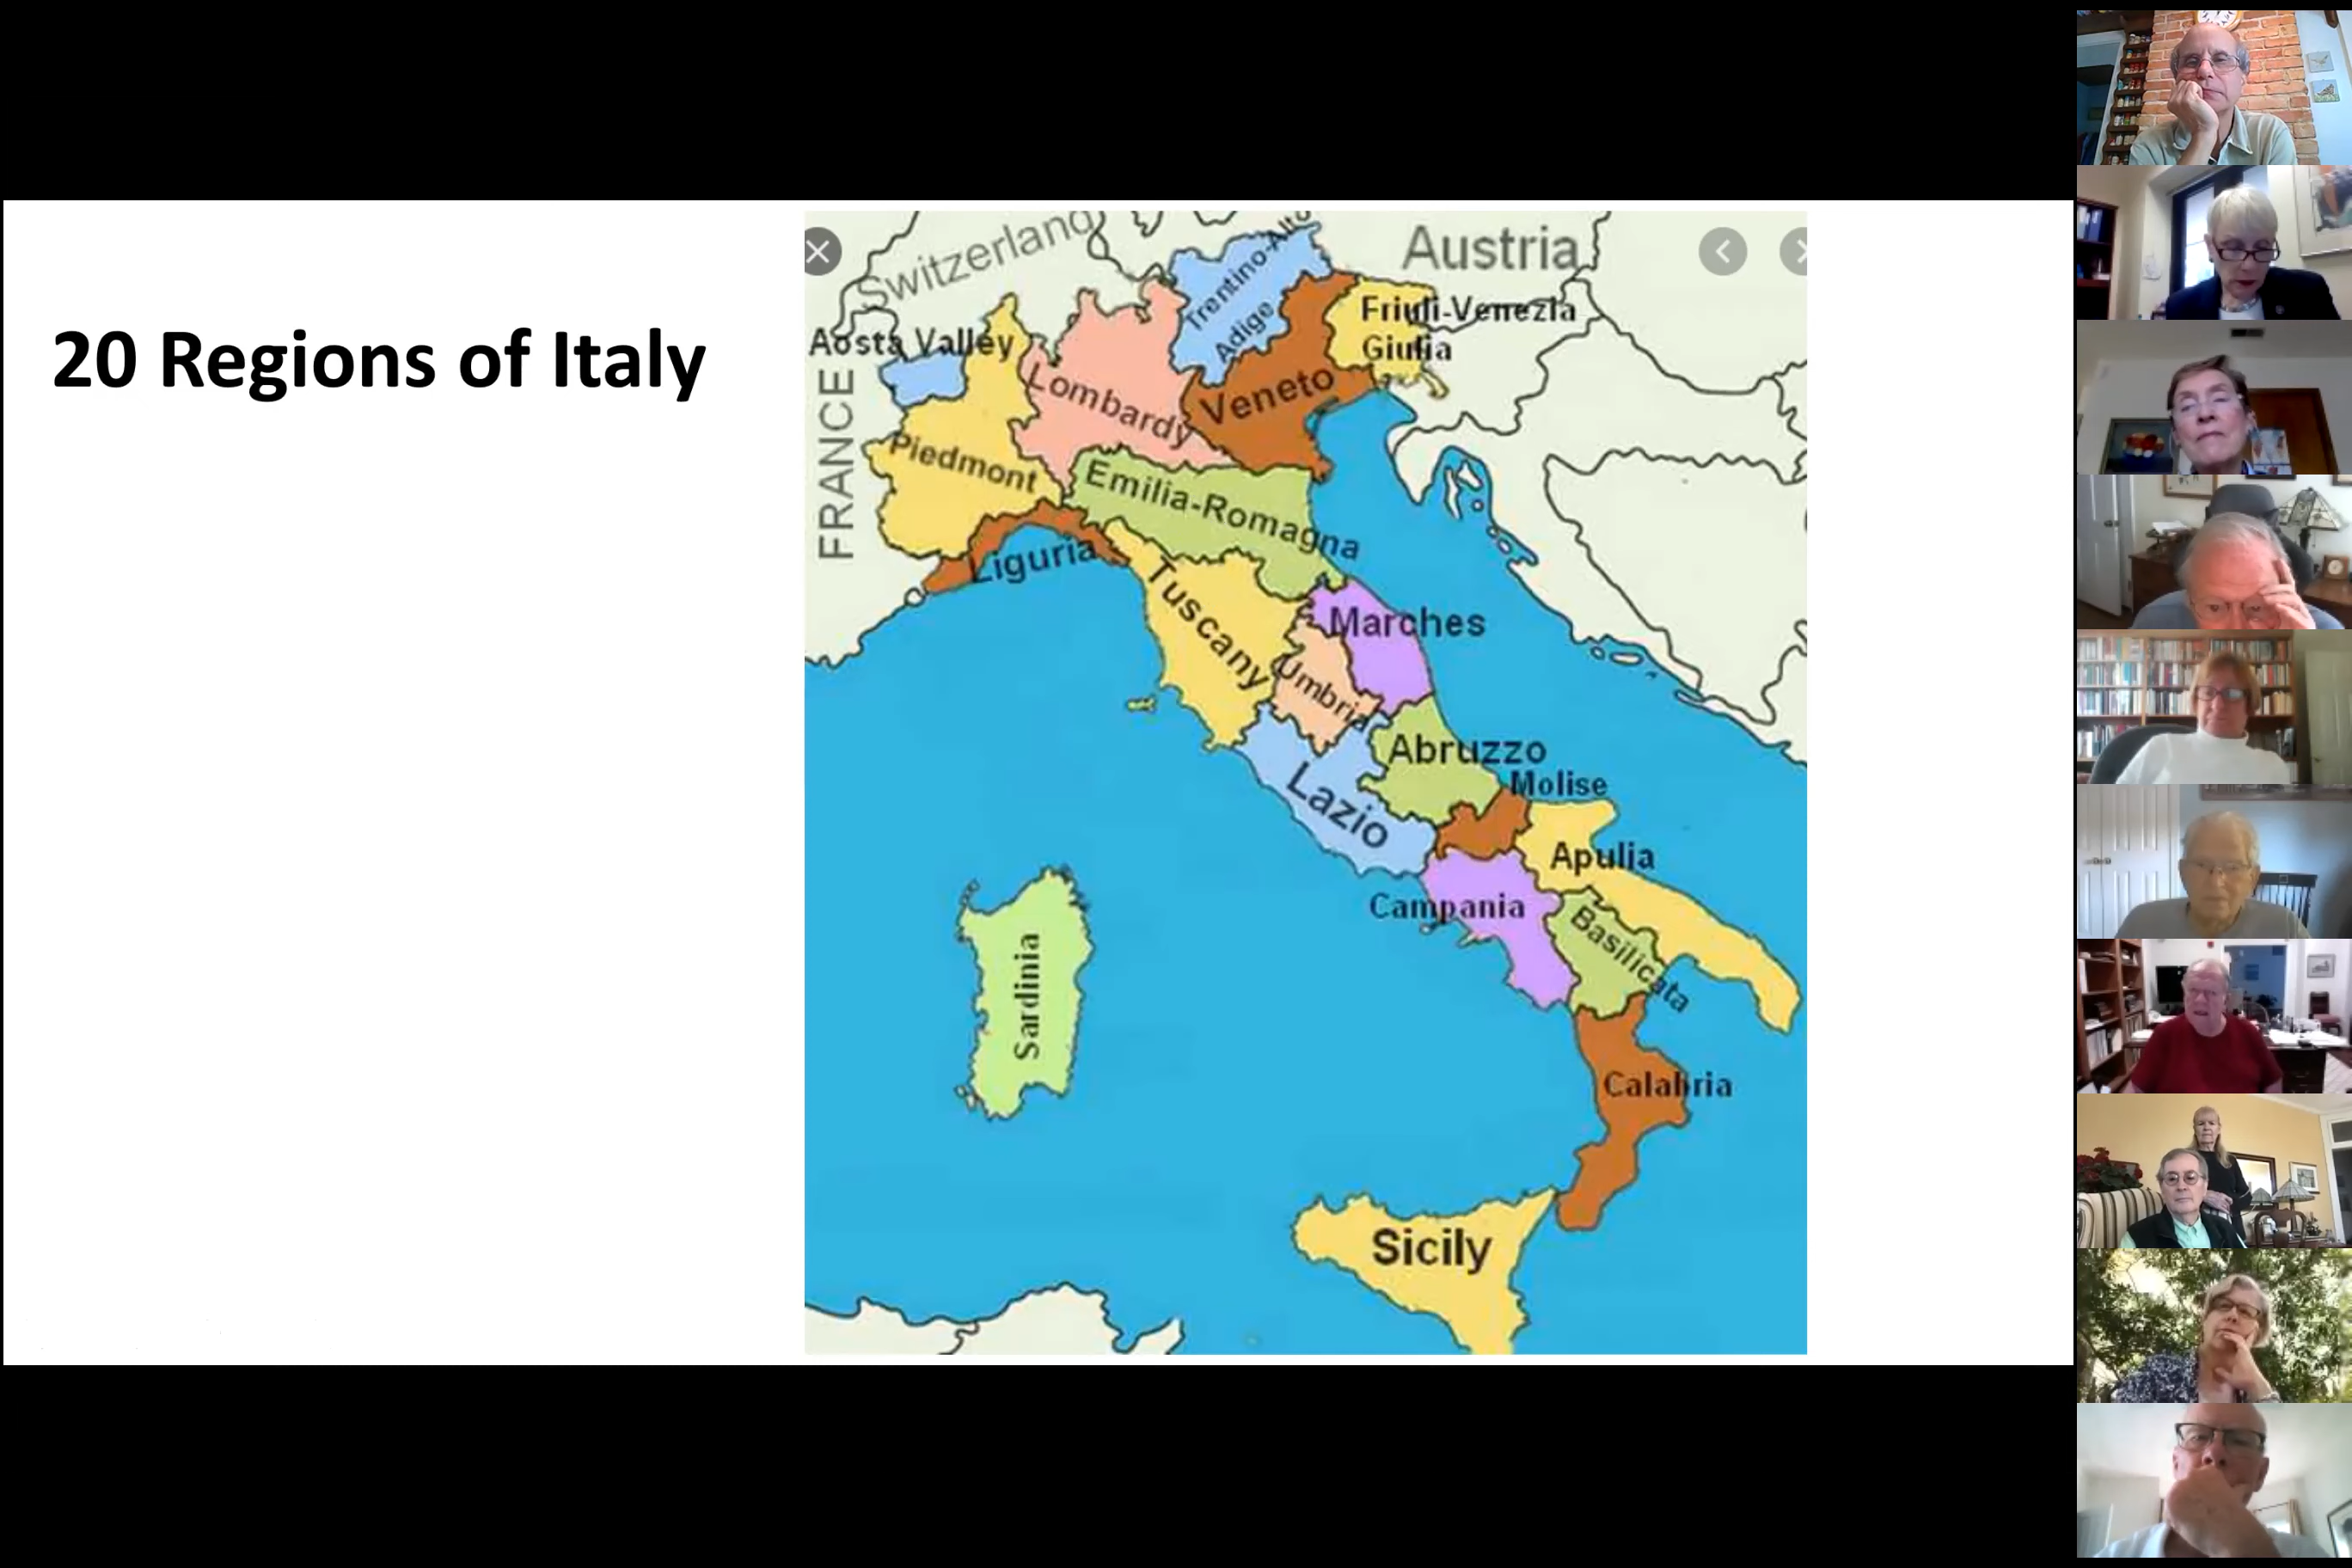 20 Regions of Italy
Switzerland
Austria
FRANCE
Aosta Valley
Trentino-Alto
Adige
Friuli-Venezia
Giulia
Lombardy
Veneto
Piedmont
Emilia-Romagna
Liguria
Tuscany
Marches
Umbria
Abruzzo
Molise
Lazio
Apulia
Campania
Basilicata
Sardinia
Calabria
Sicily